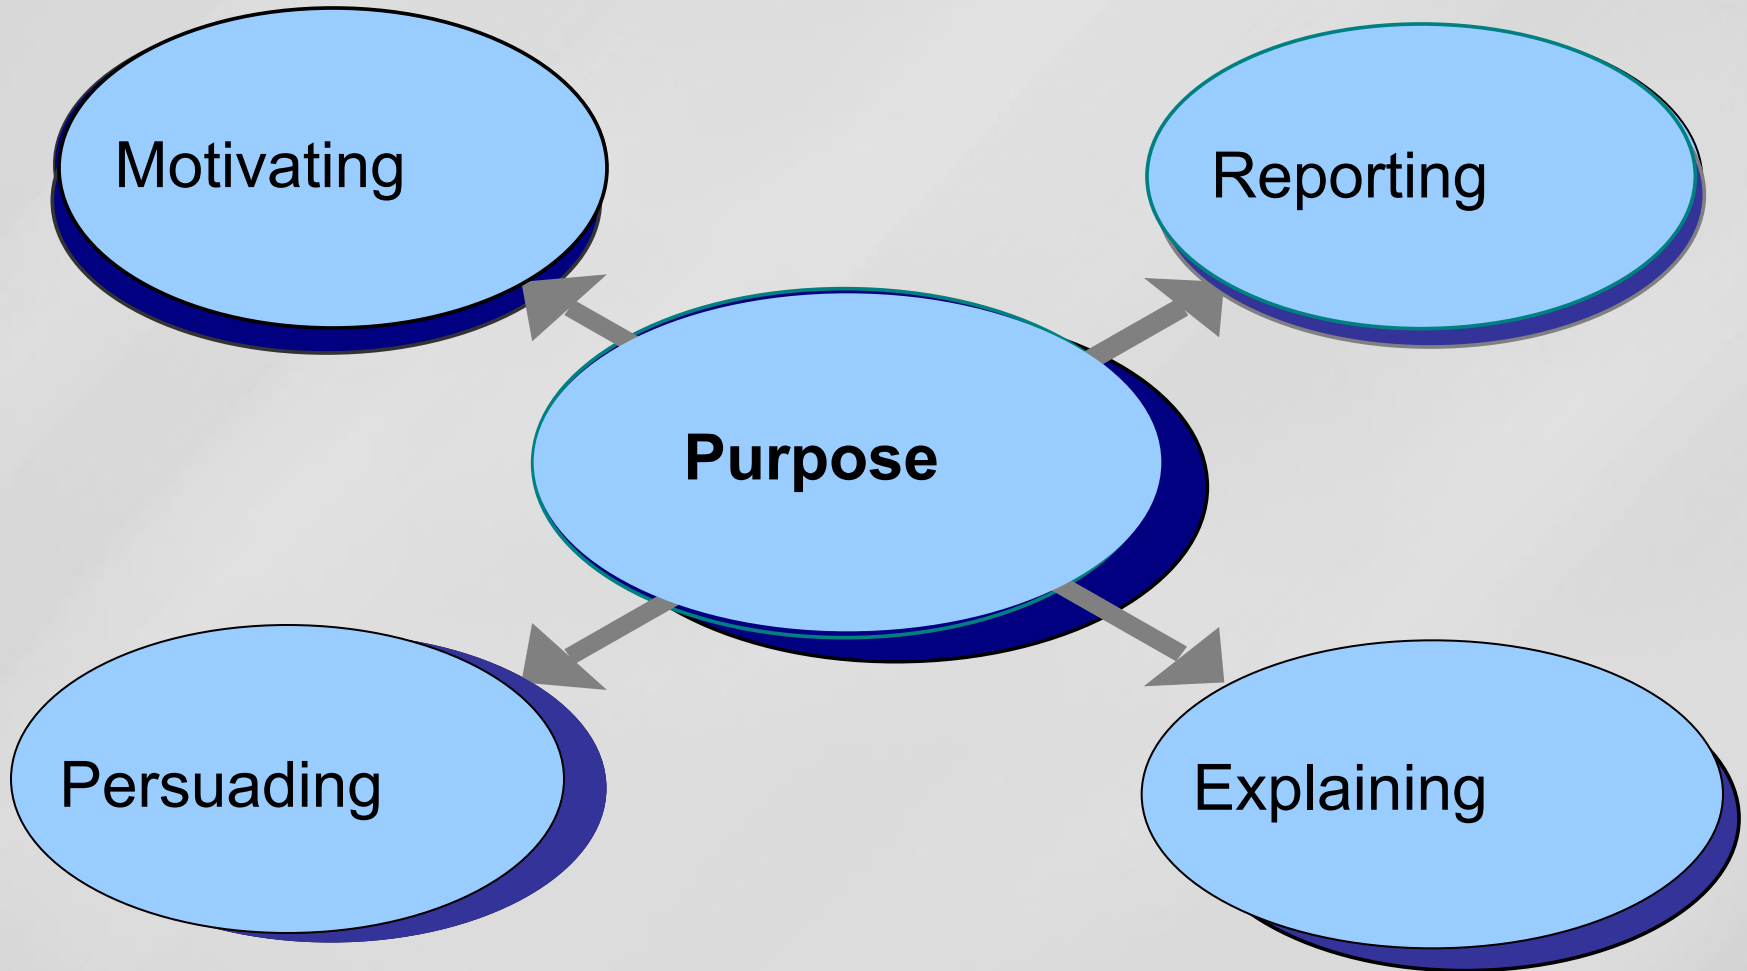 Motivating
Reporting
Purpose
Persuading
Explaining